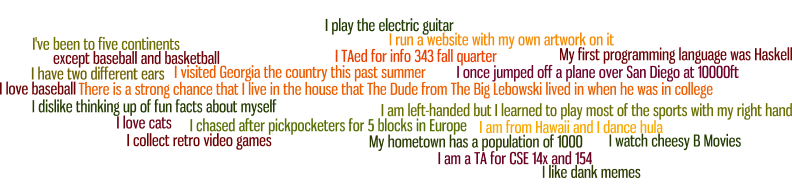 I play the electric guitar
I've been to five continents
I run a website with my own artwork on it
except baseball and basketball
I TAed for info 343 fall quarter
My first programming language was Haskell
I have two different ears
I visited Georgia the country this past summer
I once jumped off a plane over San Diego at 10000ft
I love baseball
There is a strong chance that I live in the house that The Dude from The Big Lebowski lived in when he was in college
I dislike thinking up of fun facts about myself
I am left-handed but I learned to play most of the sports with my right hand
I love cats
I chased after pickpocketers for 5 blocks in Europe
I am from Hawaii and I dance hula
I collect retro video games
My hometown has a population of 1000
I watch cheesy B Movies
I am a TA for CSE 14x and 154
I like dank memes